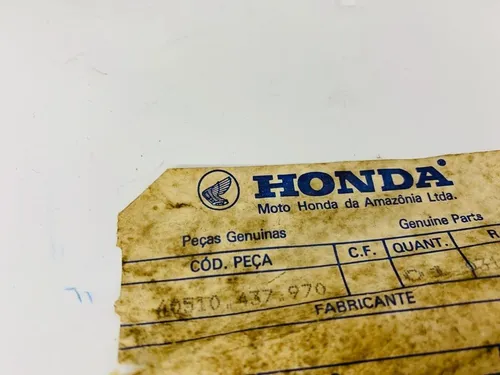 HONDA
Moto Honda da Amazônia Ltda.
Peças Genuinas Genuine Parts
CÓD. PEÇA C.F. QUANT.
40510.437.970
FABRICANTE